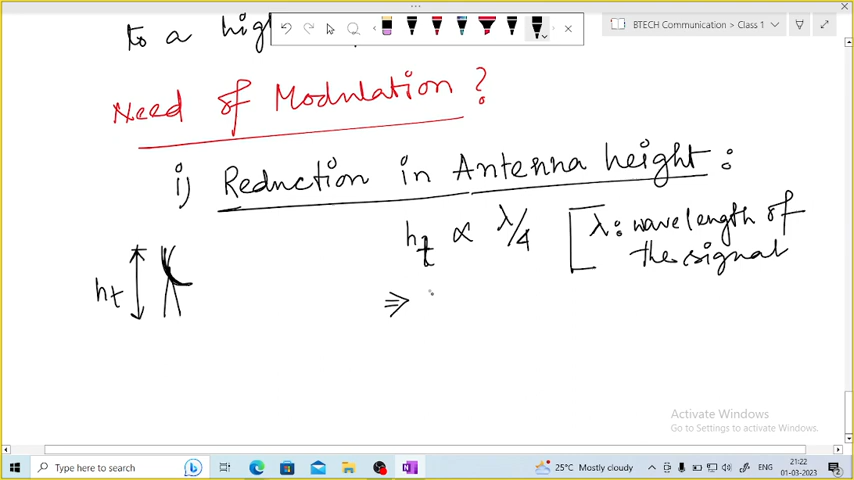 BTECH Communication > Class 1
to a hig
Need of Modulation ?
i) Reduction in Antenna height :
ht ∝ λ/4 [ λ : wavelength of
the signal
ht
⇒
Activate Windows
Go to Settings to activate Windows.
Type here to search
25°C Mostly cloudy
ENG
21:22
01-03-2023
2